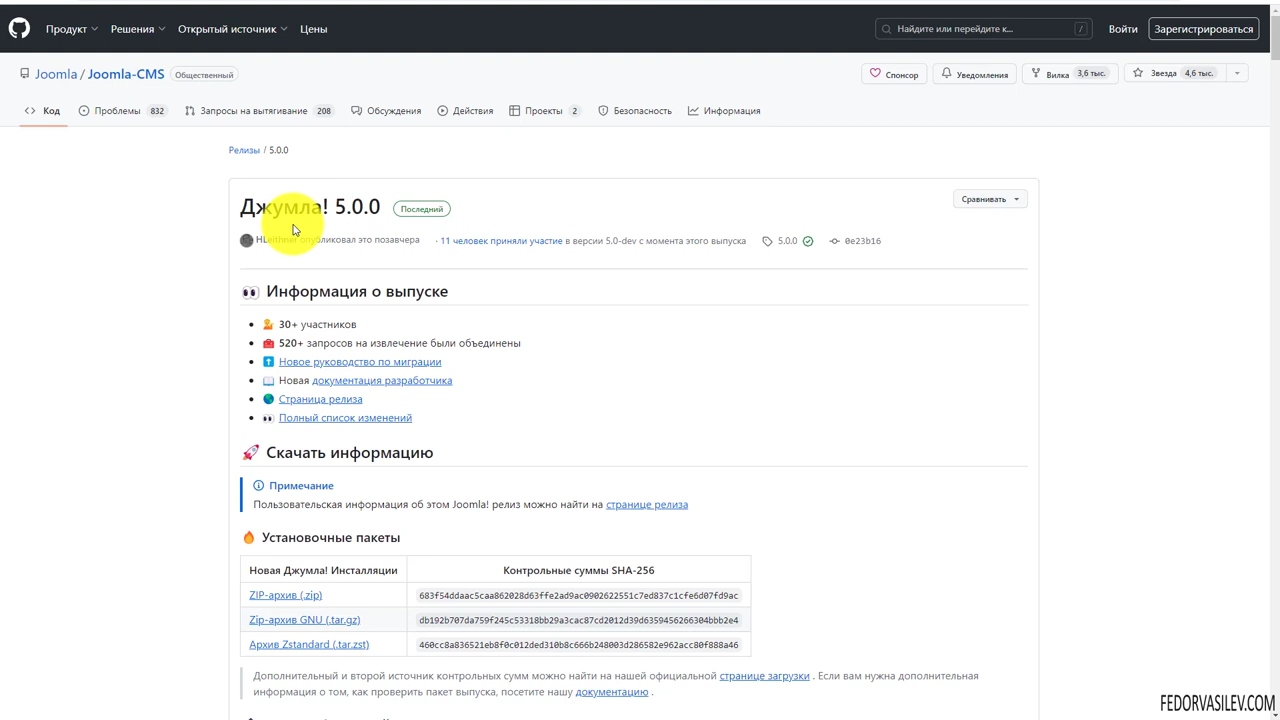 Продукт Решения Открытый источник Цены Найдите или перейдите к... / Войти Зарегистрироваться
Joomla / Joomla-CMS Общественный Спонсор Уведомления Вилка 3,6 тыс. Звезда 4,6 тыс.
Код Проблемы 832 Запросы на вытягивание 208 Обсуждения Действия Проекты 2 Безопасность Информация
Релизы / 5.0.0
Джумла! 5.0.0 Последний Сравнивать
HLeithner опубликовал это позавчера · 11 человек приняли участие в версии 5.0-dev с момента этого выпуска 5.0.0 0e23b16
Информация о выпуске
30+ участников
520+ запросов на извлечение были объединены
Новое руководство по миграции
Новая документация разработчика
Страница релиза
Полный список изменений
Скачать информацию
Примечание
Пользовательская информация об этом Joomla! релиз можно найти на странице релиза
Установочные пакеты
Новая Джумла! Инсталляции Контрольные суммы SHA-256
ZIP-архив (.zip) 683f54ddaac5caa862028d63ffe2ad9ac0902622551c7ed837c1cfe6d07fd9ac
Zip-архив GNU (.tar.gz) db192b707da759f245c53318bb29a3cac87cd2012d39d6359456266304bbb2e4
Архив Zstandard (.tar.zst) 460cc8a836521eb8f0c012ded310b8c666b248003d286582e962acc80f888a46
Дополнительный и второй источник контрольных сумм можно найти на нашей официальной странице загрузки . Если вам нужна дополнительная
информация о том, как проверить пакет выпуска, посетите нашу документацию .
FEDORVASILEV.COM